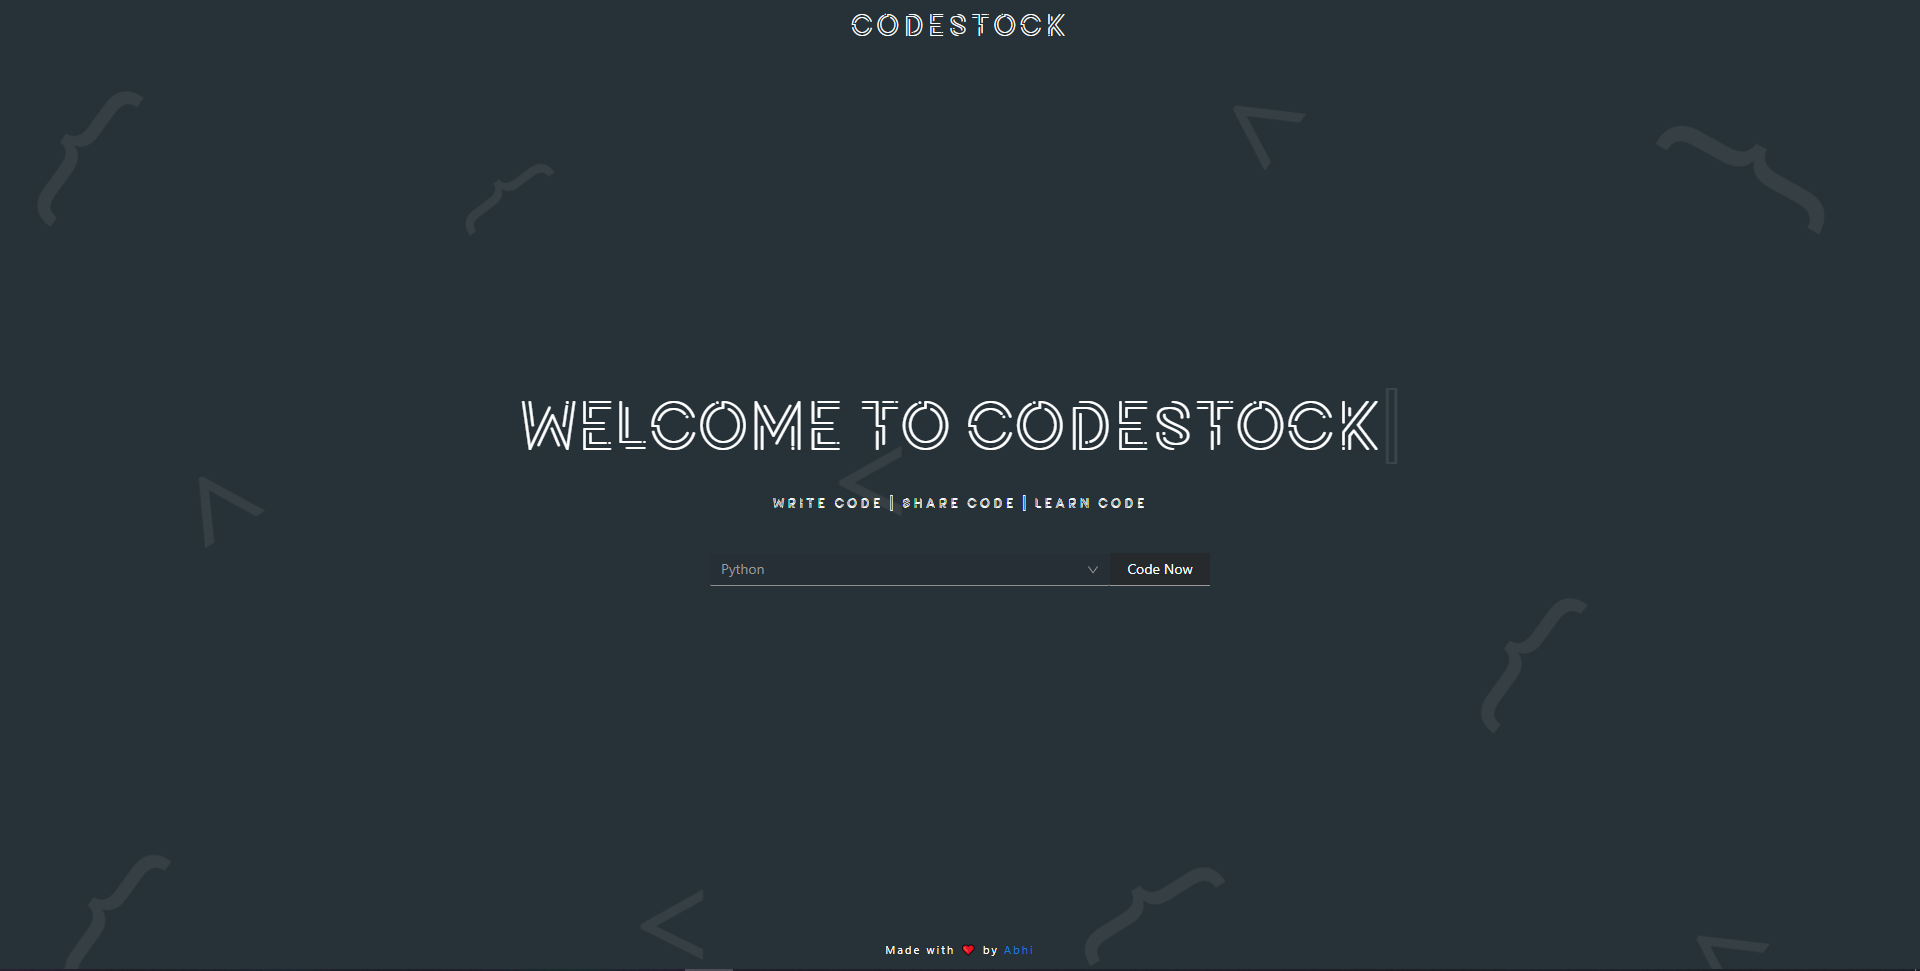 CODESTOCK
WELCOME TO CODESTOCK
WRITE CODE | SHARE CODE | LEARN CODE
Python
Code Now
Made with ❤ by Abhi